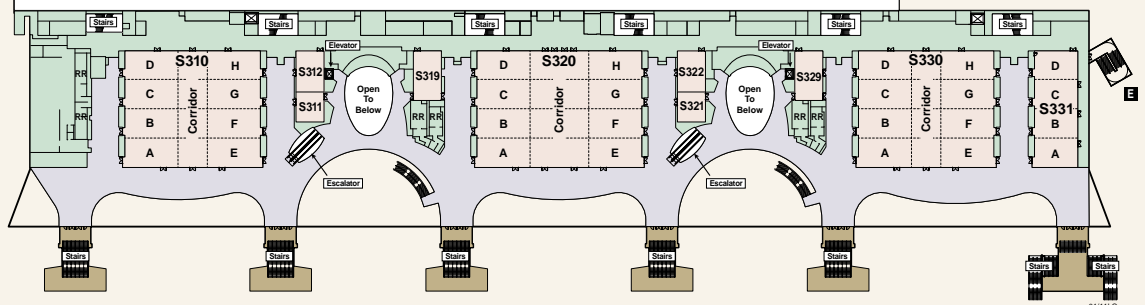 Stairs
Stairs
Stairs
Stairs
Stairs
Stairs
Elevator
Elevator
S310
D
H
C
G
B
F
A
E
Corridor
RR
RR
S312
S311
Open
To
Below
S319
RR
RR
Escalator
S320
D
H
C
G
B
F
A
E
Corridor
S322
S321
Open
To
Below
S329
RR
RR
Escalator
S330
D
H
C
G
B
F
A
E
Corridor
D
C
S331
B
A
E
Stairs
Stairs
Stairs
Stairs
Stairs
Stairs
Stairs